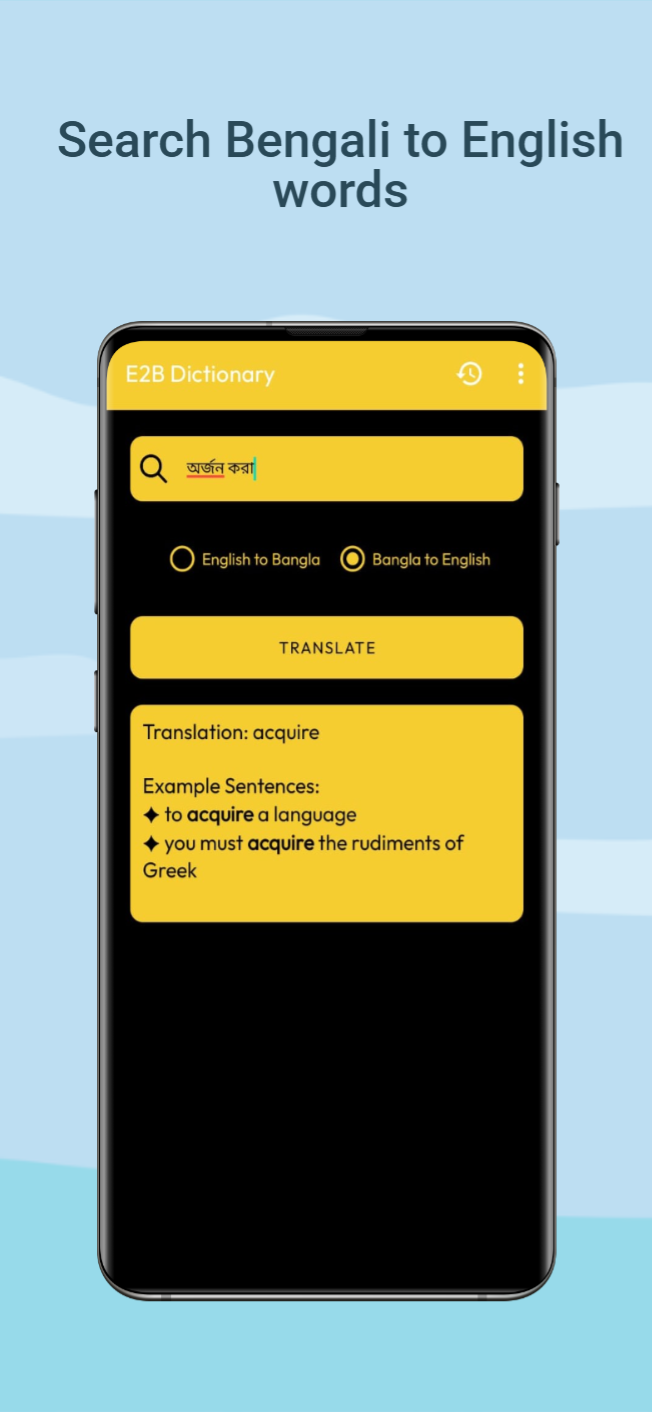 Search Bengali to English
words
E2B Dictionary
অর্জন করা
English to Bangla
Bangla to English
TRANSLATE
Translation: acquire
Example Sentences:
✦ to acquire a language
✦ you must acquire the rudiments of
Greek